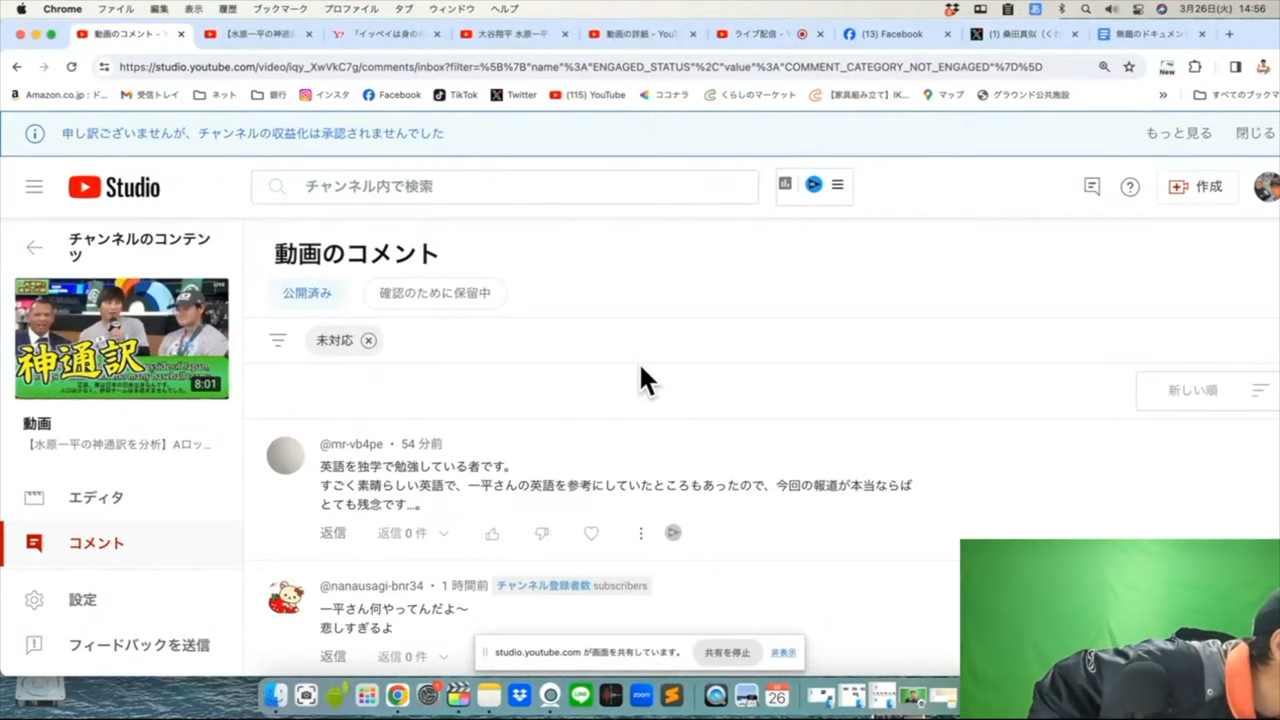 Chrome ファイル 編集 表示 履歴 ブックマーク プロファイル タブ ウィンドウ ヘルプ
3月26日(火) 14:56
動画のコメント -
【水原一平の神通
「イッペイは身の
大谷翔平 水原一平
動画の詳細 - YouT
ライブ配信 - Yo
(13) Facebook
(1) 桑田真似（くわ
無題のドキュメン
https://studio.youtube.com/video/iqy_XwVkC7g/comments/inbox?filter=%5B%7B"name"%3A"ENGAGED_STATUS"%2C"value"%3A"COMMENT_CATEGORY_NOT_ENGAGED"%7D%5D
New
Amazon.co.jp：ド...
受信トレイ
ネット
銀行
インスタ
Facebook
TikTok
Twitter
(115) YouTube
ココナラ
くらしのマーケット
【家具組み立て】IK...
マップ
グラウンド公共施設
»
すべてのブックマ
申し訳ございませんが、チャンネルの収益化は承認されませんでした
もっと見る 閉じる
Studio
チャンネル内で検索
作成
チャンネルのコンテン
ツ
神通訳
8:01
動画
【水原一平の神通訳を分析】Aロッ...
エディタ
コメント
設定
フィードバックを送信
動画のコメント
公開済み 確認のために保留中
未対応
新しい順
@mr-vb4pe • 54 分前
英語を独学で勉強している者です。
すごく素晴らしい英語で、一平さんの英語を参考にしていたところもあったので、今回の報道が本当ならば
とても残念です...。
返信 返信 0 件
@nanausagi-bnr34 • 1 時間前 チャンネル登録者数 subscribers
一平さん何やってんだよ〜
悲しすぎるよ
返信 返信 0 件
studio.youtube.com が画面を共有しています。 共有を停止 非表示
zoom
26